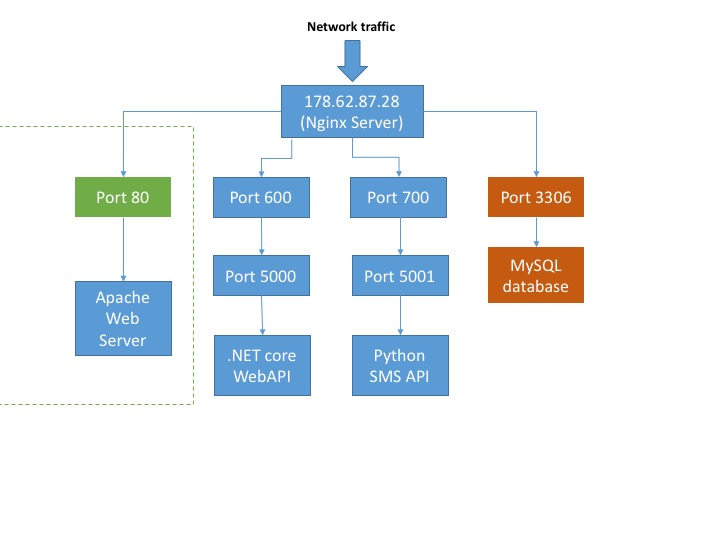 Network traffic
178.62.87.28
(Nginx Server)
Port 80
Port 600
Port 700
Port 3306
Port 5000
Port 5001
MySQL
database
Apache
Web
Server
.NET core
WebAPI
Python
SMS API